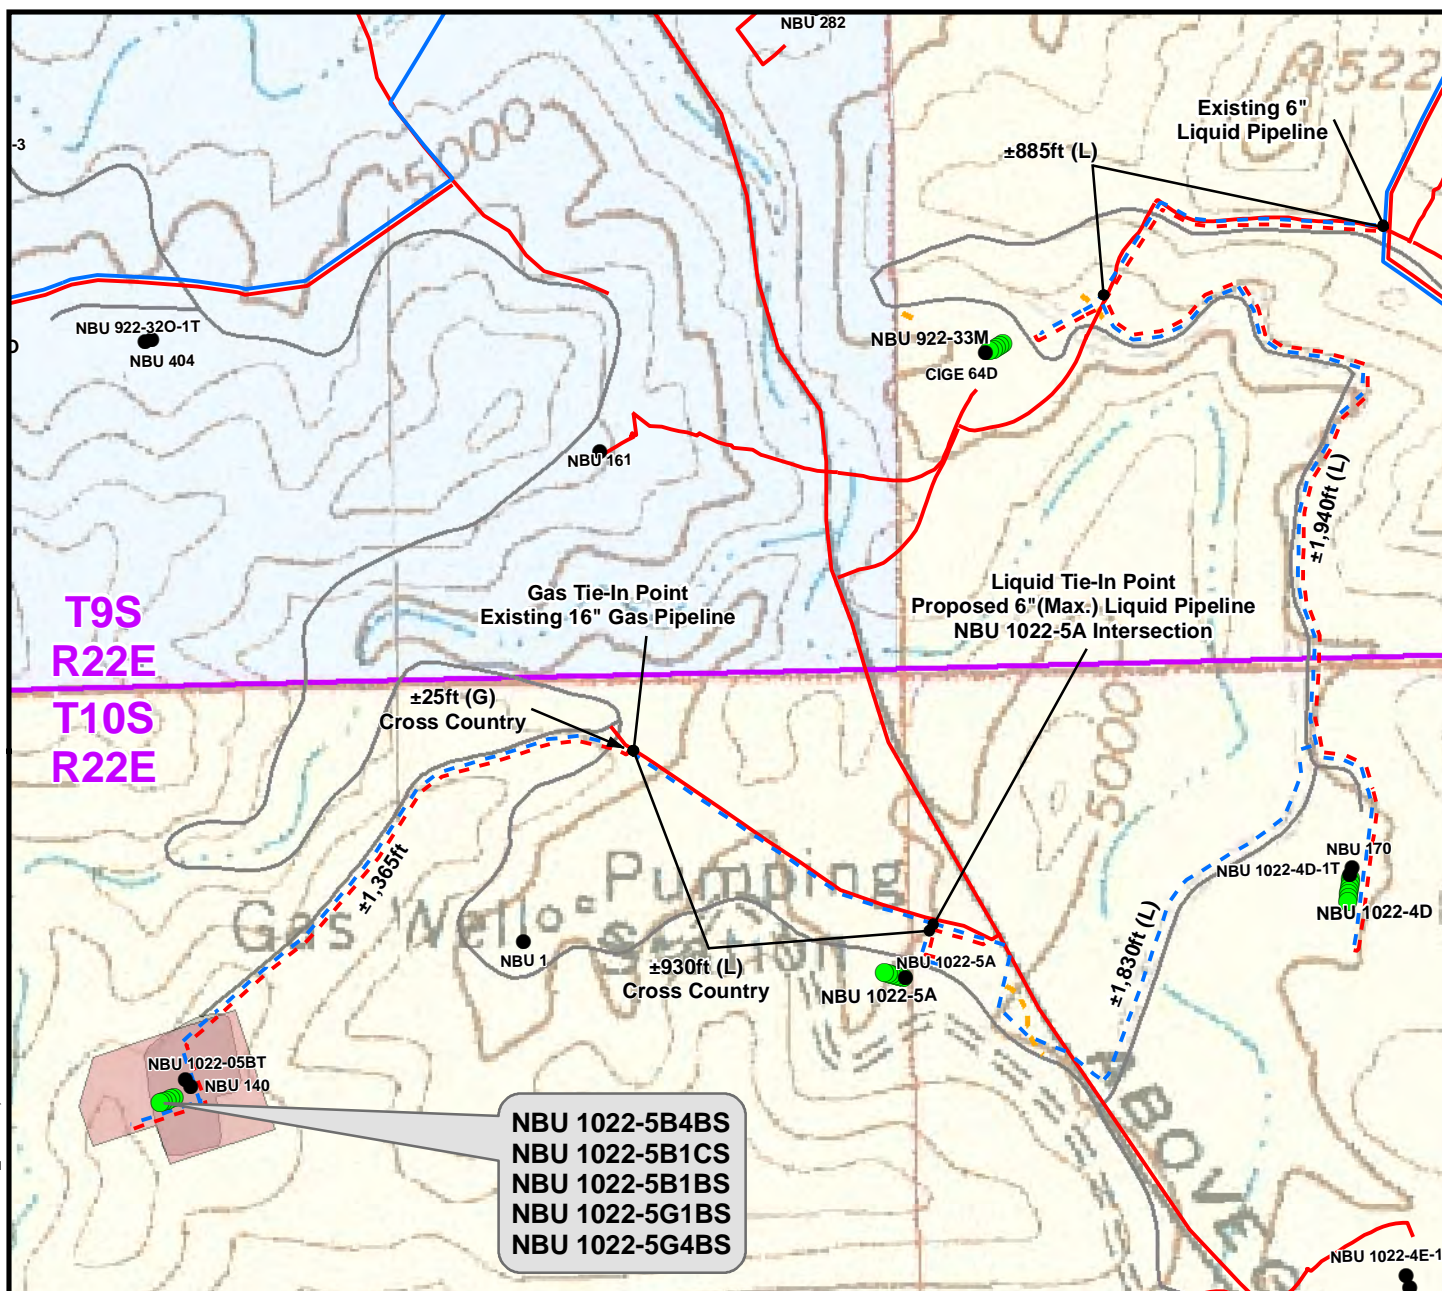 NBU 282
A522
Existing 6"
Liquid Pipeline
±885ft (L)
-3
5000
NBU 922-32O-1T
NBU 404
NBU 922-33M
CIGE 64D
NBU 161
±1,940ft (L)
Gas Tie-In Point
Existing 16" Gas Pipeline
Liquid Tie-In Point
Proposed 6"(Max.) Liquid Pipeline
NBU 1022-5A Intersection
T9S
R22E
T10S
R22E
±25ft (G)
Cross Country
5000
±1,365ft
Pumping
Station
Gas Well
NBU 1
±930ft (L)
Cross Country
NBU 1022-5A
NBU 1022-5A
±1,830ft (L)
NBU 170
NBU 1022-4D-1T
NBU 1022-4D
NBU 1022-05BT
NBU 140
NBU 1022-5B4BS
NBU 1022-5B1CS
NBU 1022-5B1BS
NBU 1022-5G1BS
NBU 1022-5G4BS
NBU 1022-4E-1